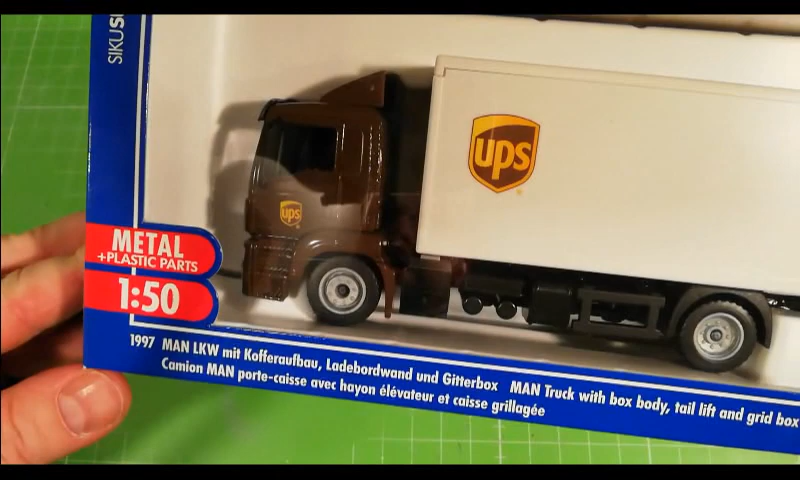 SIKU
ups
ups
METAL
+PLASTIC PARTS
1:50
1997 MAN LKW mit Kofferaufbau, Ladebordwand und Gitterbox MAN Truck with box body, tail lift and grid box
Camion MAN porte-caisse avec hayon élévateur et caisse grillagée